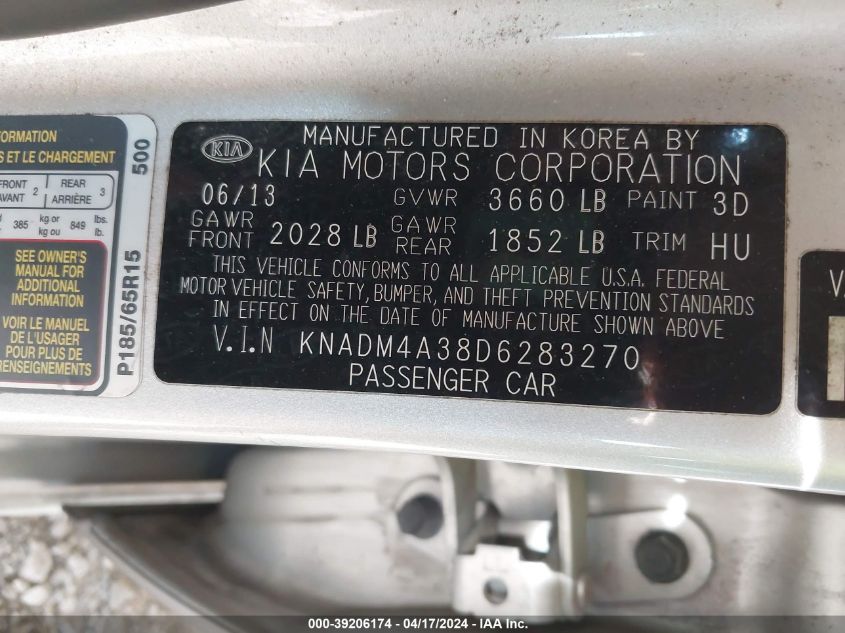 ORMATION
S ET LE CHARGEMENT
FRONT 2 REAR 3
AVANT ARRIÈRE
385 kg or 849 lbs.
kg ou lb.
SEE OWNER'S
MANUAL FOR
ADDITIONAL
INFORMATION
VOIR LE MANUEL
DE L'USAGER
POUR PLUS DE
RENSEIGNEMENTS
P185/65R15 500
KIA
MANUFACTURED IN KOREA BY
KIA MOTORS CORPORATION
06/13 GVWR 3660 LB PAINT 3D
GAWR FRONT 2028 LB GAWR REAR 1852 LB TRIM HU
THIS VEHICLE CONFORMS TO ALL APPLICABLE U.S.A. FEDERAL
MOTOR VEHICLE SAFETY, BUMPER, AND THEFT PREVENTION STANDARDS
IN EFFECT ON THE DATE OF MANUFACTURE SHOWN ABOVE
V.I.N KNADM4A38D6283270
PASSENGER CAR
V
000-39206174 - 04/17/2024 - IAA Inc.